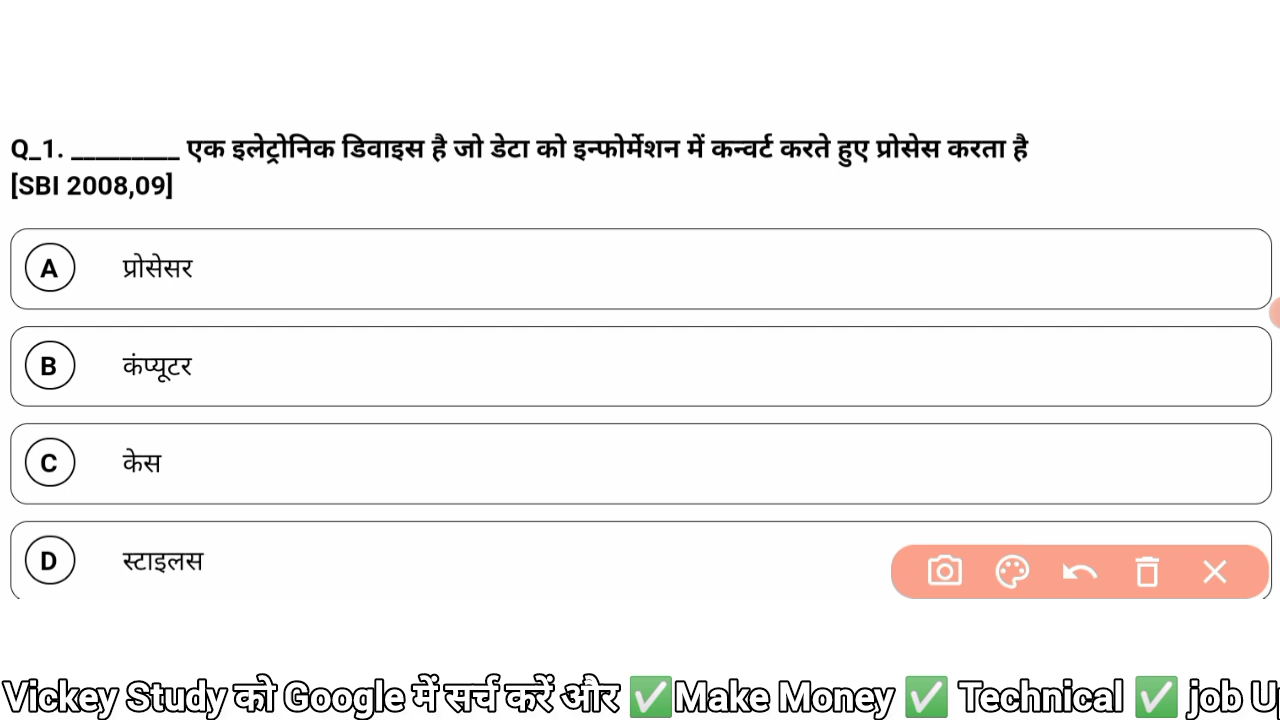 Q_1. _________ एक इलेट्रोनिक डिवाइस है जो डेटा को इन्फोर्मेशन में कन्वर्ट करते हुए प्रोसेस करता है
[SBI 2008,09]
A प्रोसेसर
B कंप्यूटर
C केस
D स्टाइलस
Vickey Study को Google में सर्च करें और ✅Make Money ✅ Technical ✅ job